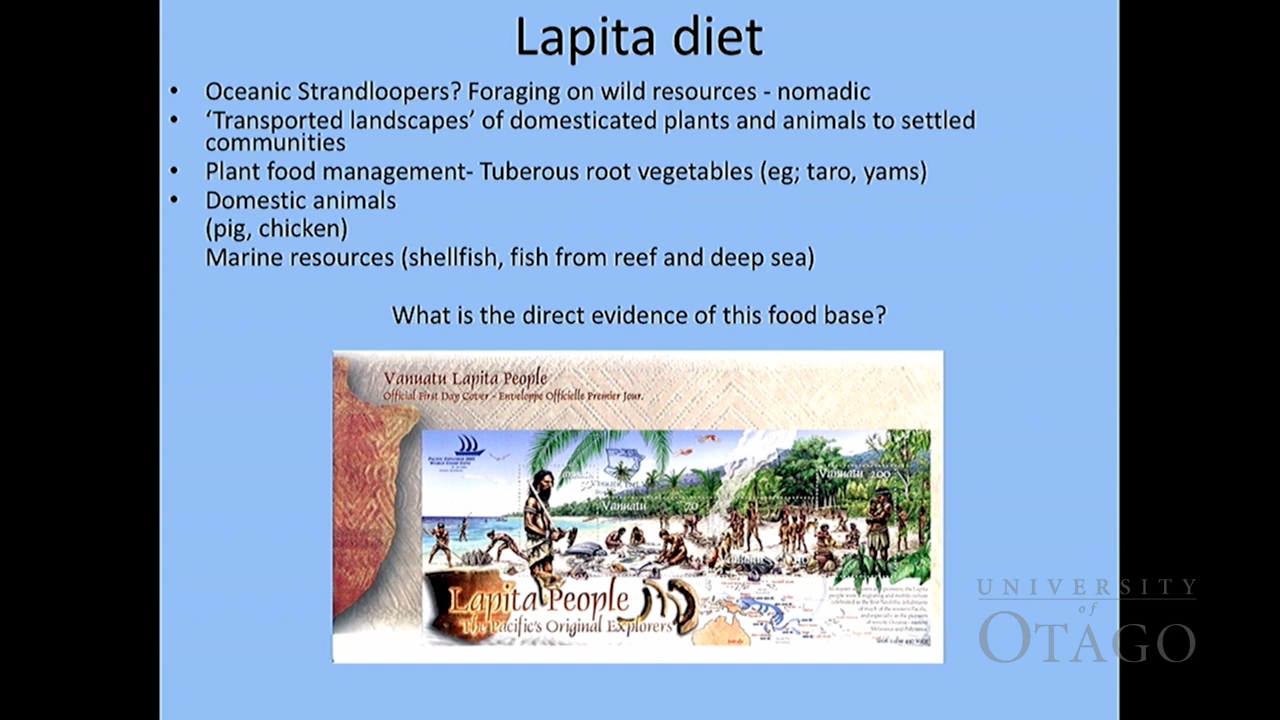 Lapita diet
• Oceanic Strandloopers? Foraging on wild resources - nomadic
• ‘Transported landscapes’ of domesticated plants and animals to settled
communities
• Plant food management- Tuberous root vegetables (eg; taro, yams)
• Domestic animals
(pig, chicken)
Marine resources (shellfish, fish from reef and deep sea)
What is the direct evidence of this food base?
Vanuatu Lapita People
Official First Day Cover - Enveloppe Officielle Premier Jour.
Vanuatu 200
Vanuatu 70
Lapita People
The Pacific's Original Explorers
UNIVERSITY
of
OTAGO